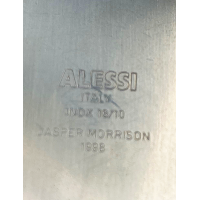 ALESSI
ITALY
INOX 18/10
JASPER MORRISON
1998